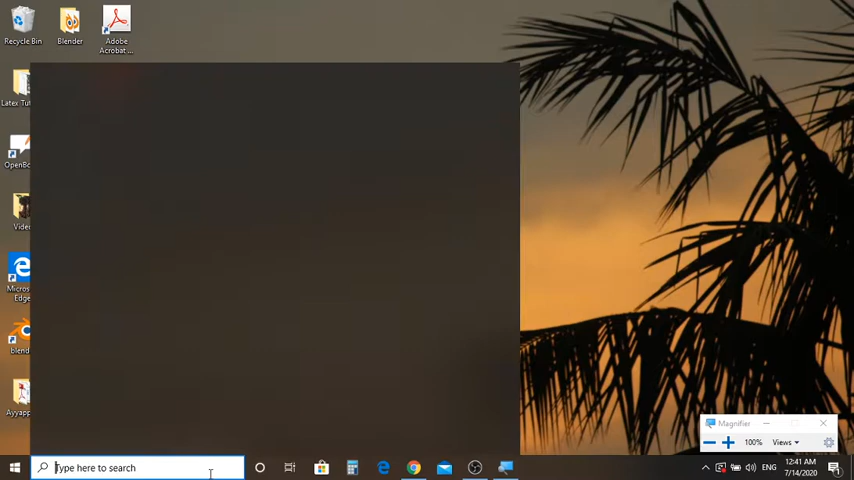 Recycle Bin
Blender
Adobe
Acrobat ...
Latex Tut
OpenBo
Video
Micros
Edge
blend
Ayyapp
Magnifier
100%
Views
Type here to search
ENG
12:41 AM
7/14/2020
1